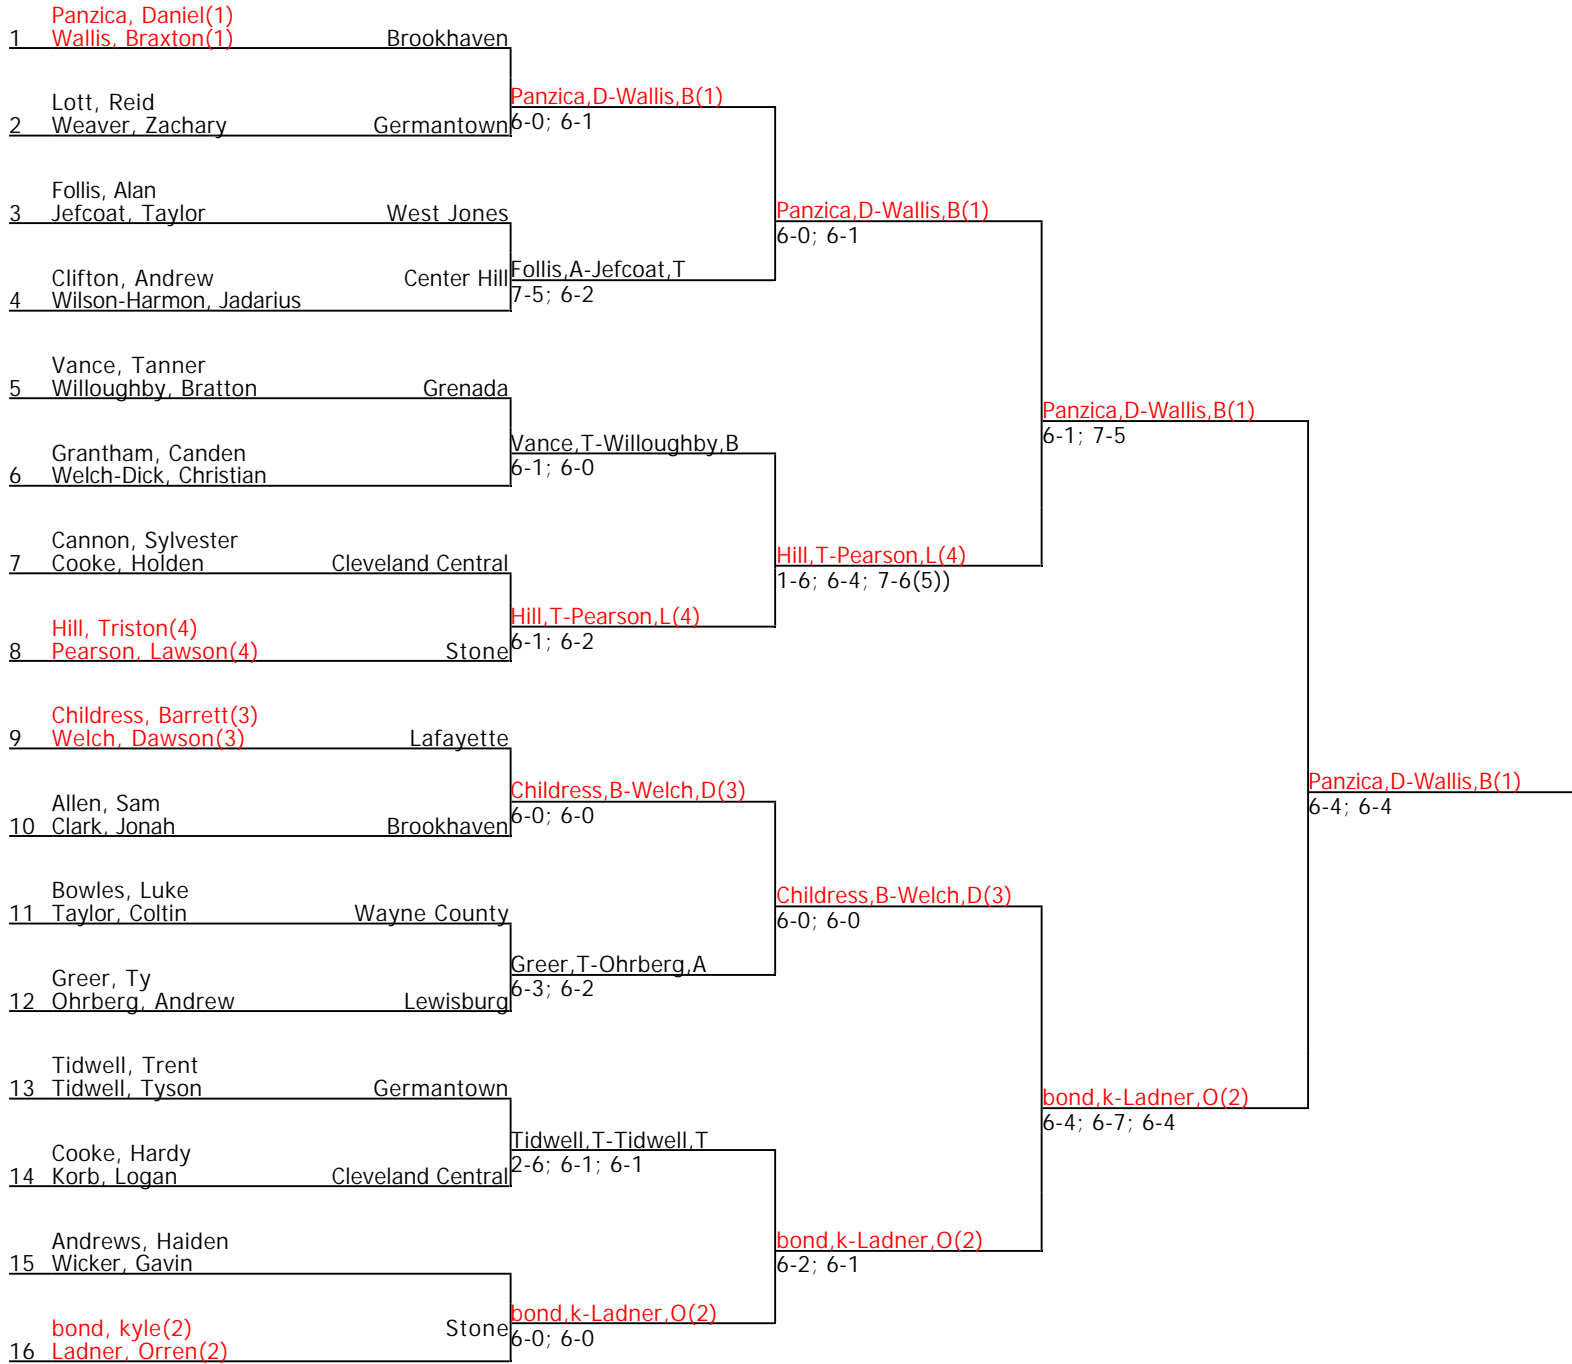 Panzica, Daniel(1)
1 Wallis, Braxton(1) Brookhaven
Panzica,D-Wallis,B(1)
Lott, Reid
2 Weaver, Zachary Germantown 6-0; 6-1
Follis, Alan
3 Jefcoat, Taylor West Jones Panzica,D-Wallis,B(1)
6-0; 6-1
Clifton, Andrew Center Hill Follis,A-Jefcoat,T
4 Wilson-Harmon, Jadarius 7-5; 6-2
Vance, Tanner
5 Willoughby, Bratton Grenada
Panzica,D-Wallis,B(1)
6-1; 7-5
Vance,T-Willoughby,B
Grantham, Canden
6 Welch-Dick, Christian 6-1; 6-0
Cannon, Sylvester
7 Cooke, Holden Cleveland Central Hill,T-Pearson,L(4)
1-6; 6-4; 7-6(5))
Hill,T-Pearson,L(4)
Hill, Triston(4)
8 Pearson, Lawson(4) Stone 6-1; 6-2
Childress, Barrett(3)
9 Welch, Dawson(3) Lafayette
Panzica,D-Wallis,B(1)
Childress,B-Welch,D(3)
Allen, Sam 6-4; 6-4
10 Clark, Jonah Brookhaven 6-0; 6-0
Bowles, Luke
11 Taylor, Coltin Wayne County Childress,B-Welch,D(3)
6-0; 6-0
Greer,T-Ohrberg,A
Greer, Ty
12 Ohrberg, Andrew Lewisburg 6-3; 6-2
Tidwell, Trent
13 Tidwell, Tyson Germantown bond,k-Ladner,O(2)
6-4; 6-7; 6-4
Tidwell,T-Tidwell,T
Cooke, Hardy
14 Korb, Logan Cleveland Central 2-6; 6-1; 6-1
Andrews, Haiden bond,k-Ladner,O(2)
15 Wicker, Gavin 6-2; 6-1
bond,k-Ladner,O(2)
bond, kyle(2) Stone
16 Ladner, Orren(2) 6-0; 6-0